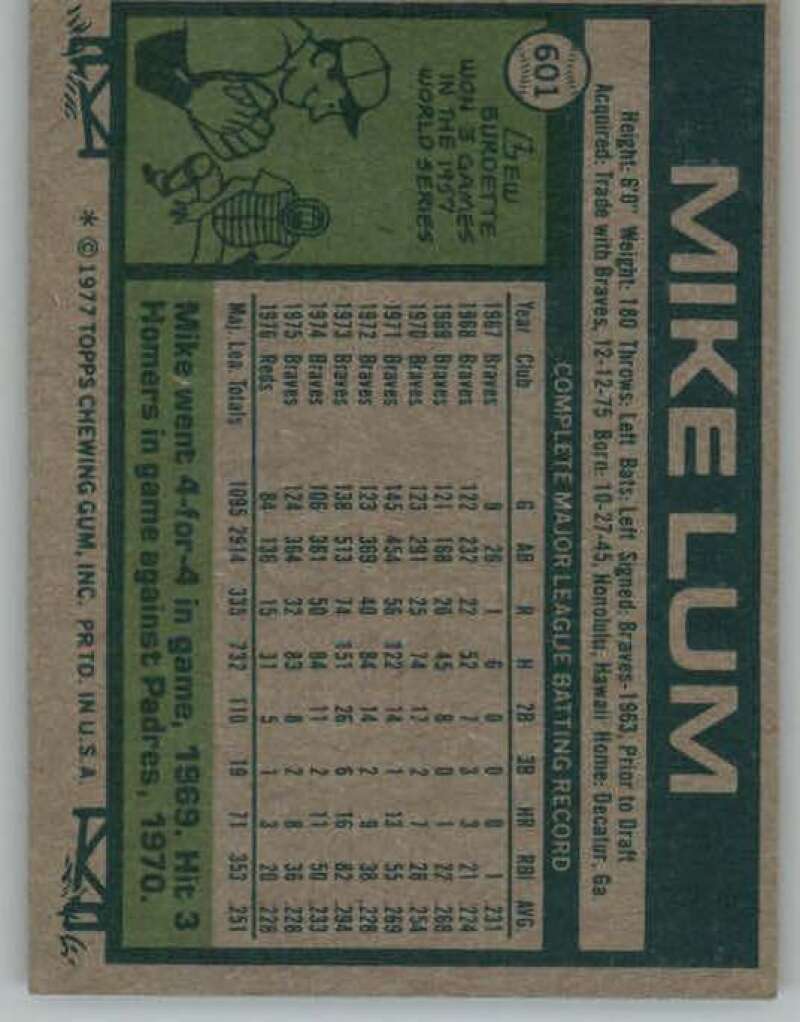 601
MIKE LUM
Height: 6'0" Weight: 180 Throws: Left Bats: Left Signed: Braves-1963, Prior to Draft
Acquired: Trade with Braves, 12-12-75 Born: 10-27-45, Honolulu, Hawaii Home: Decatur, Ga
LEW
BURDETTE
WON 3 GAMES
IN THE 1957
WORLD SERIES
COMPLETE MAJOR LEAGUE BATTING RECORD
Year Club G AB R H 2B 3B HR RBI AVG.
1967 Braves 9 26 1 6 0 0 0 1 .231
1968 Braves 122 232 22 52 7 3 3 21 .224
1969 Braves 121 168 20 45 8 0 1 22 .268
1970 Braves 123 291 25 74 17 2 7 28 .254
1971 Braves 145 454 56 122 14 1 13 55 .269
1972 Braves 123 369 40 84 14 2 9 38 .228
1973 Braves 138 513 74 151 26 6 16 82 .294
1974 Braves 106 361 50 84 11 2 11 50 .233
1975 Braves 124 364 32 83 8 2 8 36 .228
1976 Reds 84 136 15 31 5 1 3 20 .228
Maj. Lea. Totals 1095 2914 335 732 110 19 71 353 .251
Mike went 4-for-4 in game, 1969. Hit 3
Homers in game against Padres, 1970.
* © 1977 TOPPS CHEWING GUM, INC. PRTD. IN U.S.A.